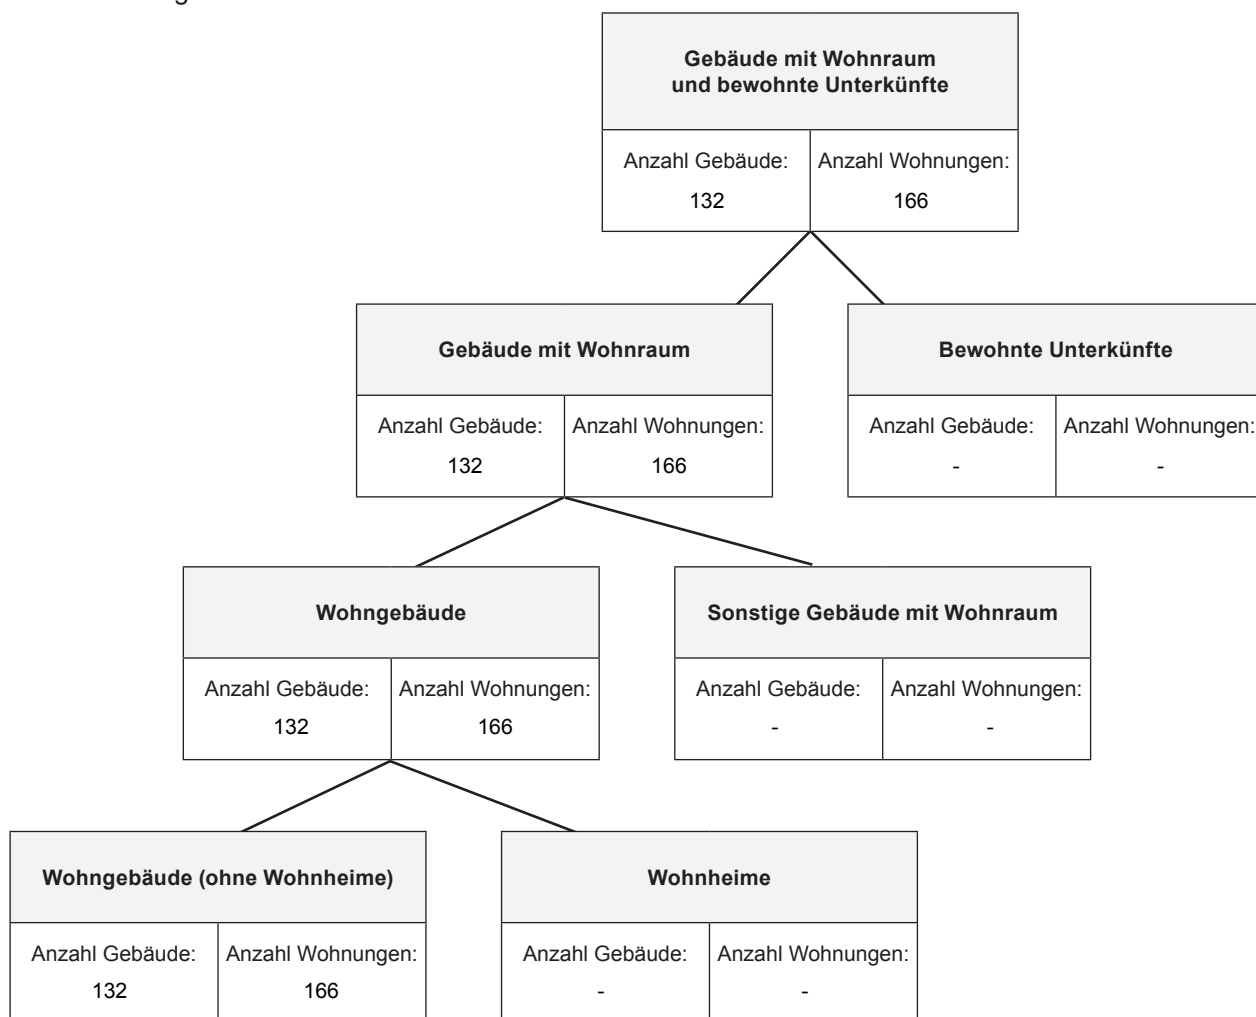 Gebäude mit Wohnraum
und bewohnte Unterkünfte
Anzahl Gebäude: Anzahl Wohnungen:
132 166
Gebäude mit Wohnraum
Anzahl Gebäude: Anzahl Wohnungen:
132 166
Bewohnte Unterkünfte
Anzahl Gebäude: Anzahl Wohnungen:
- -
Wohngebäude
Anzahl Gebäude: Anzahl Wohnungen:
132 166
Sonstige Gebäude mit Wohnraum
Anzahl Gebäude: Anzahl Wohnungen:
- -
Wohngebäude (ohne Wohnheime)
Anzahl Gebäude: Anzahl Wohnungen:
132 166
Wohnheime
Anzahl Gebäude: Anzahl Wohnungen:
- -